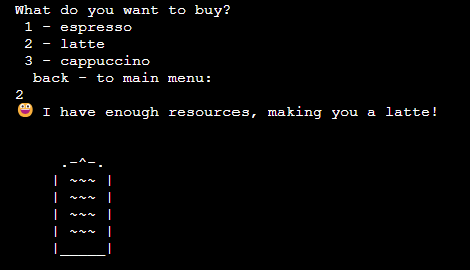 What do you want to buy?
 1 - espresso
 2 - latte
 3 - cappuccino
  back - to main menu:
2
😃 I have enough resources, making you a latte!
     .-^-.
    | ~~~ |
    | ~~~ |
    | ~~~ |
    | ~~~ |
    |_____|